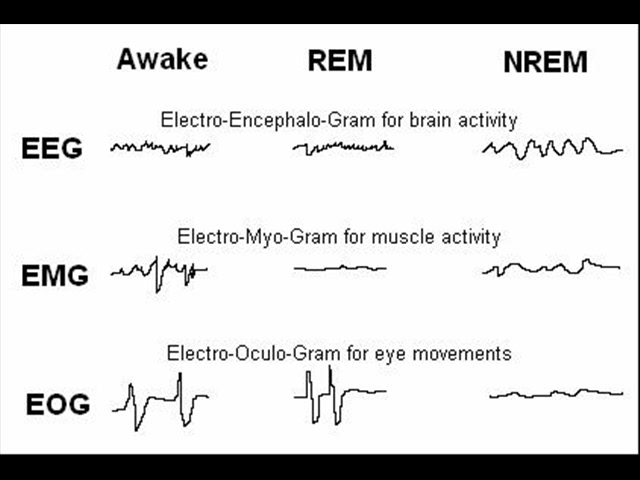 Awake REM NREM
Electro-Encephalo-Gram for brain activity
EEG
Electro-Myo-Gram for muscle activity
EMG
Electro-Oculo-Gram for eye movements
EOG